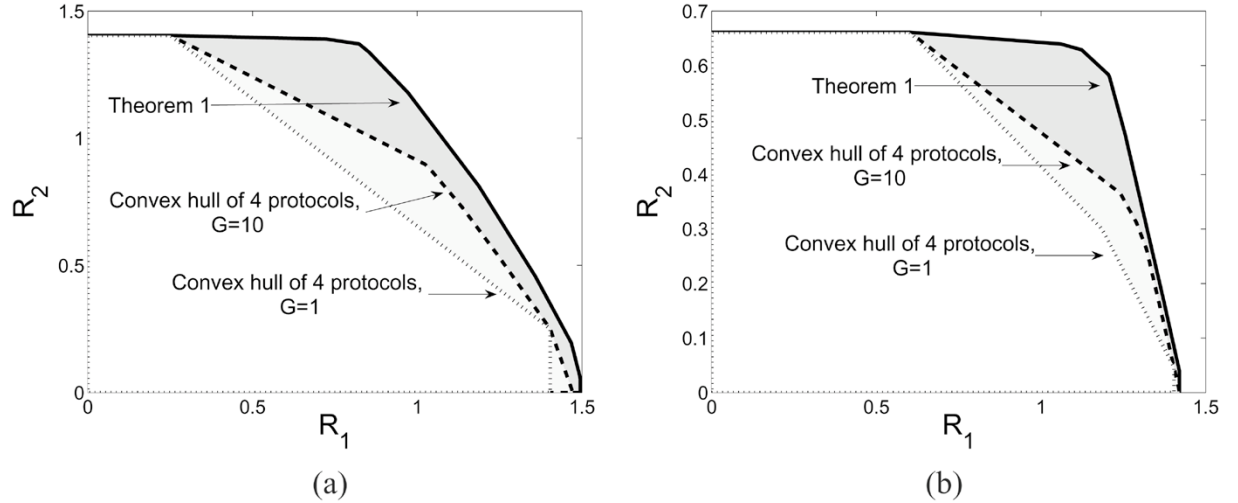 1.5
1
0.5
0
R2
Theorem 1
Convex hull of 4 protocols,
G=10
Convex hull of 4 protocols,
G=1
0
0.5
1
1.5
R1
(a)
0.7
0.6
0.5
0.4
0.3
0.2
0.1
0
R2
Theorem 1
Convex hull of 4 protocols,
G=10
Convex hull of 4 protocols,
G=1
0
0.5
1
1.5
R1
(b)